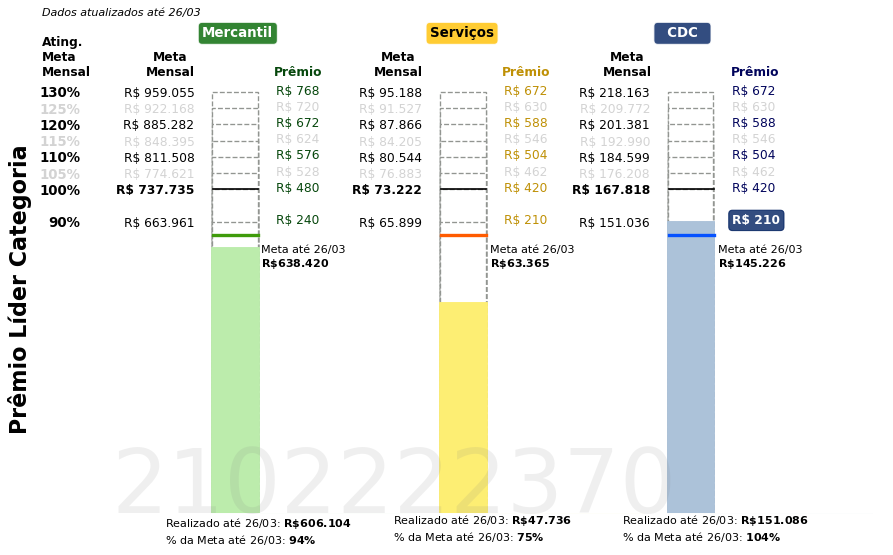 Dados atualizados até 26/03
Mercantil Serviços CDC
Ating. Meta Mensal Meta Mensal Prêmio Meta Mensal Prêmio Meta Mensal Prêmio
130% R$ 959.055 R$ 768 R$ 95.188 R$ 672 R$ 218.163 R$ 672
125% R$ 922.168 R$ 720 R$ 91.527 R$ 630 R$ 209.772 R$ 630
120% R$ 885.282 R$ 672 R$ 87.866 R$ 588 R$ 201.381 R$ 588
115% R$ 848.395 R$ 624 R$ 84.205 R$ 546 R$ 192.990 R$ 546
110% R$ 811.508 R$ 576 R$ 80.544 R$ 504 R$ 184.599 R$ 504
105% R$ 774.621 R$ 528 R$ 76.883 R$ 462 R$ 176.208 R$ 462
100% R$ 737.735 R$ 480 R$ 73.222 R$ 420 R$ 167.818 R$ 420
90% R$ 663.961 R$ 240 R$ 65.899 R$ 210 R$ 151.036 R$ 210
Meta até 26/03 Meta até 26/03 Meta até 26/03
R$638.420 R$63.365 R$145.226
Prêmio Líder Categoria
2102222370
Realizado até 26/03: R$606.104 Realizado até 26/03: R$47.736 Realizado até 26/03: R$151.086
% da Meta até 26/03: 94% % da Meta até 26/03: 75% % da Meta até 26/03: 104%